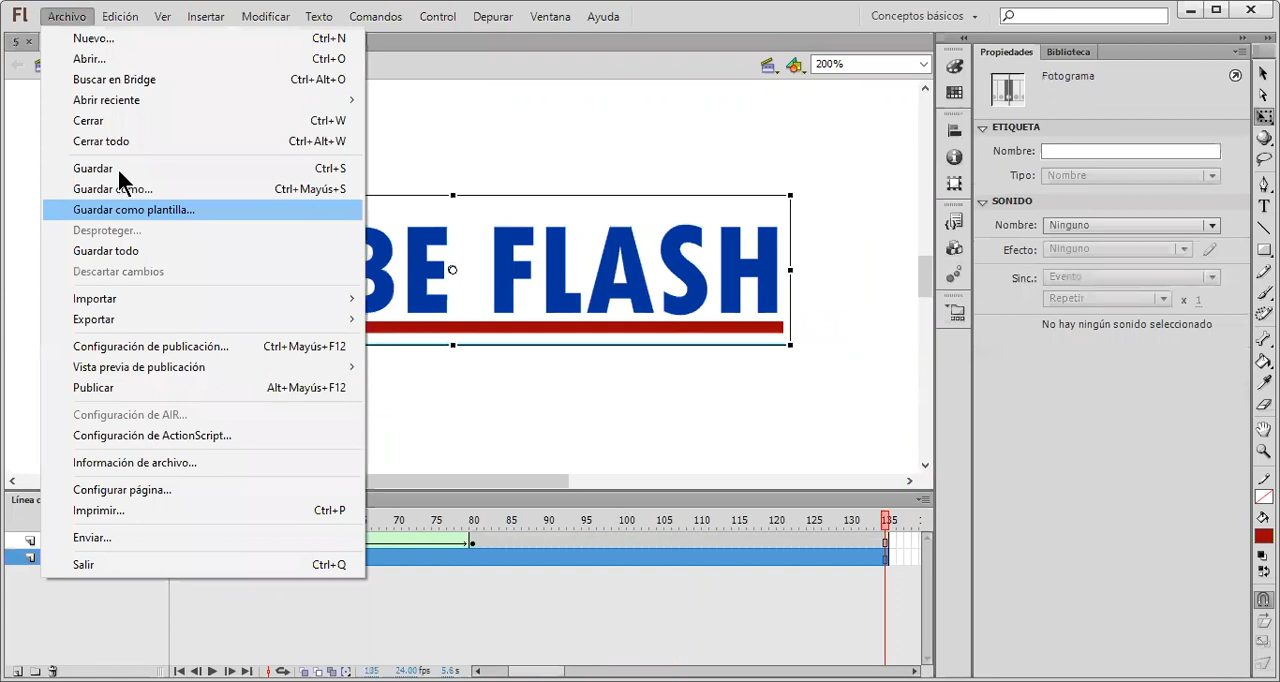 Fl Archivo Edición Ver Insertar Modificar Texto Comandos Control Depurar Ventana Ayuda Conceptos básicos
5 ×
200%
Nuevo... Ctrl+N
Abrir... Ctrl+O
Buscar en Bridge Ctrl+Alt+O
Abrir reciente
Cerrar Ctrl+W
Cerrar todo Ctrl+Alt+W
Guardar Ctrl+S
Guardar como... Ctrl+Mayús+S
Guardar como plantilla...
Desproteger...
Guardar todo
Descartar cambios
Importar
Exportar
Configuración de publicación... Ctrl+Mayús+F12
Vista previa de publicación
Publicar Alt+Mayús+F12
Configuración de AIR...
Configuración de ActionScript...
Información de archivo...
Configurar página...
Imprimir... Ctrl+P
Enviar...
Salir Ctrl+Q
BE FLASH
Propiedades Biblioteca
Fotograma
ETIQUETA
Nombre:
Tipo: Nombre
SONIDO
Nombre: Ninguno
Efecto: Ninguno
Sinc.: Evento
Repetir x 1
No hay ningún sonido seleccionado
70 75 80 85 90 95 100 105 110 115 120 125 130 135
135 24.00 fps 5.6 s